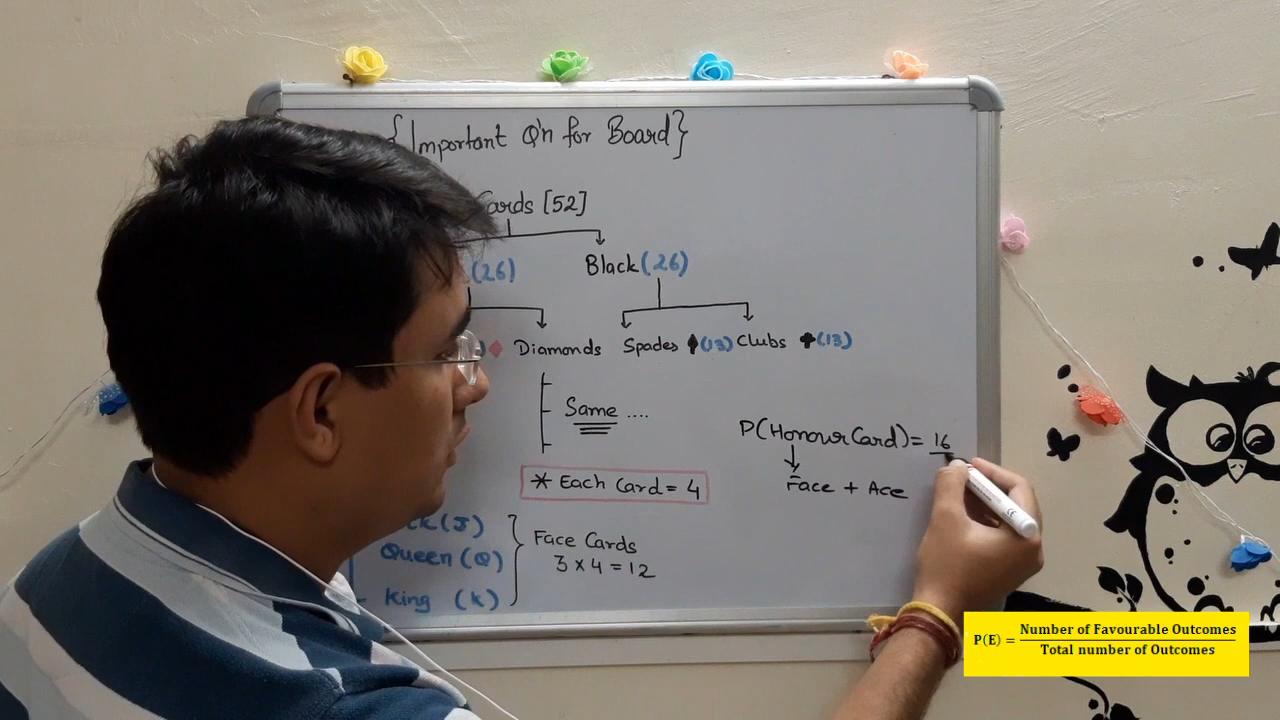 {Important Q'n for Board}
Cards [52]
(26) Black (26)
Diamonds Spades (13) Clubs (13)
Same ....
P(Honour Card) = 16
Face + Ace
* Each Card = 4
(J)
Queen (Q)
King (K)
Face Cards
3 × 4 = 12
P(E) = Number of Favourable Outcomes
Total number of Outcomes